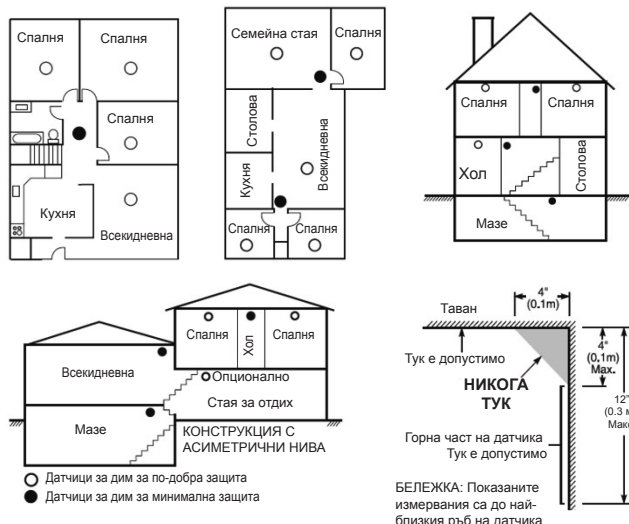 Спалня
Спалня
Спалня
Кухня
Всекидневна
Семейна стая
Спалня
Столова
Кухня
Всекидневна
Спалня
Спалня
Спалня
Спалня
Хол
Столова
Мазе
Спалня
Хол
Спалня
Всекидневна
Опционално
Стая за отдих
Мазе
КОНСТРУКЦИЯ С
АСИМЕТРИЧНИ НИВА
Датчици за дим за по-добра защита
Датчици за дим за минимална защита
4"
(0.1m)
Таван
4"
(0.1m)
Max.
Тук е допустимо
НИКОГА
ТУК
12"
(0.3 м
Мак
Горна част на датчика
Тук е допустимо
БЕЛЕЖКА: Показаните
измервания са до най-
близкия ръб на датчика